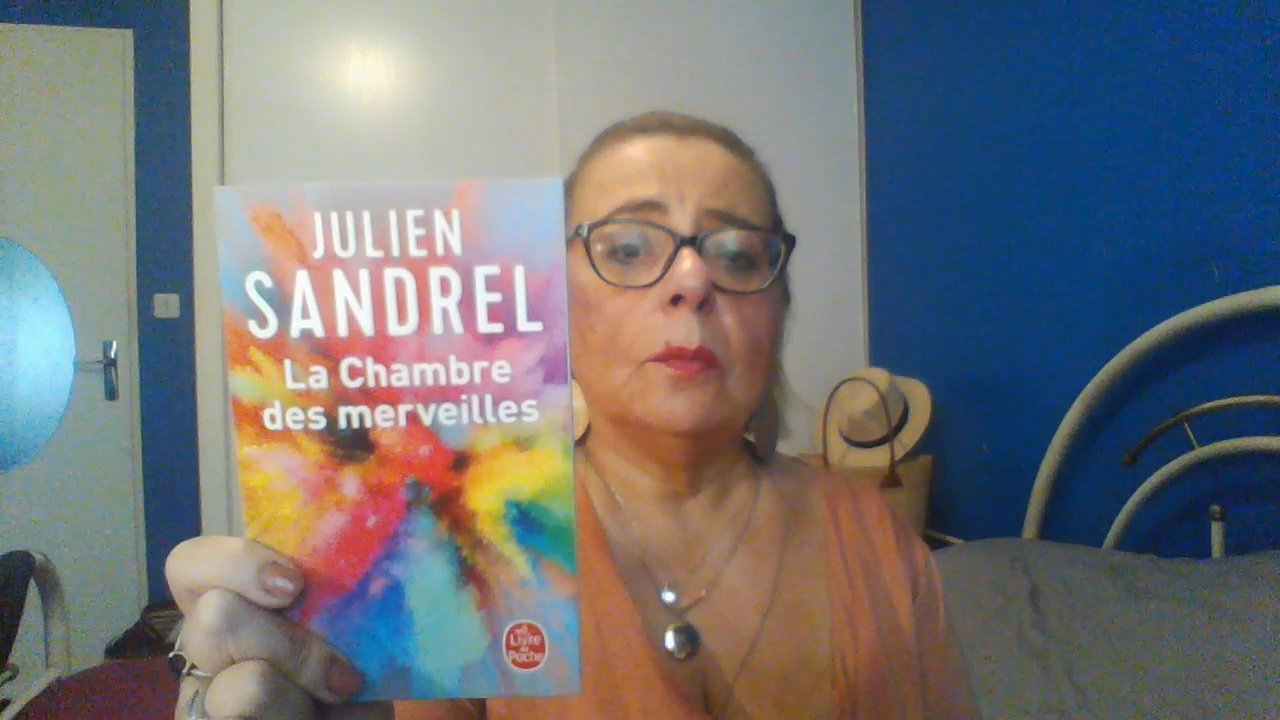 JULIEN
SANDREL
La Chambre
des merveilles
Le
Livre
de
Poche